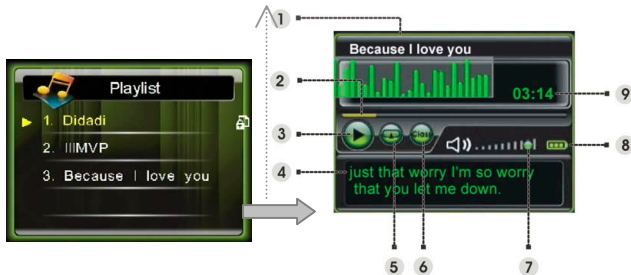 Playlist
1. Didadi
2. IIIMVP
3. Because I love you
1
2
3
4
Because I love you
03:14
Close
just that worry I'm so worry
that you let me down.
9
8
5
6
7